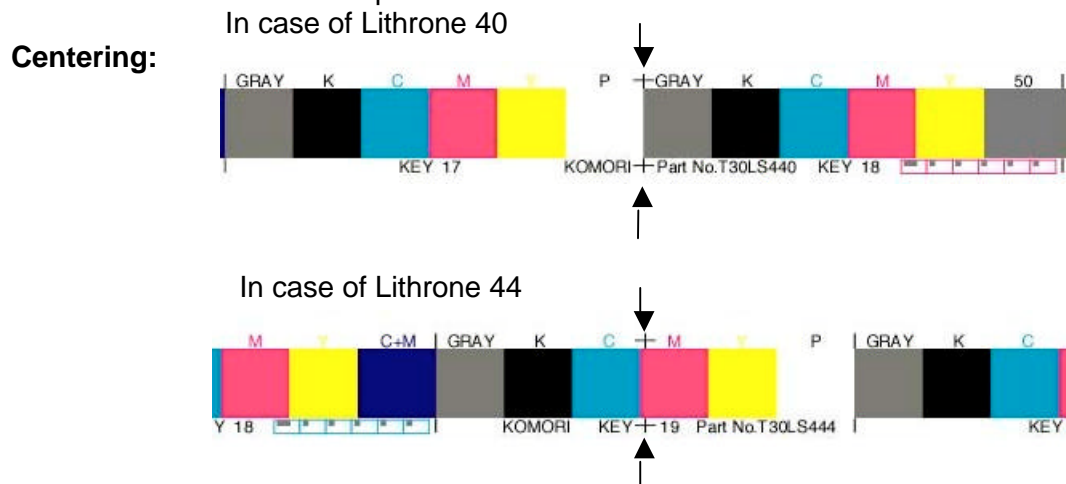 In case of Lithrone 40
Centering:
GRAY K C M Y P GRAY K C M Y 50
KEY 17 KOMORI Part No.T30LS440 KEY 18
In case of Lithrone 44
M Y C+M GRAY K C M Y P GRAY K C
Y 18 KOMORI KEY 19 Part No.T30LS444 KEY